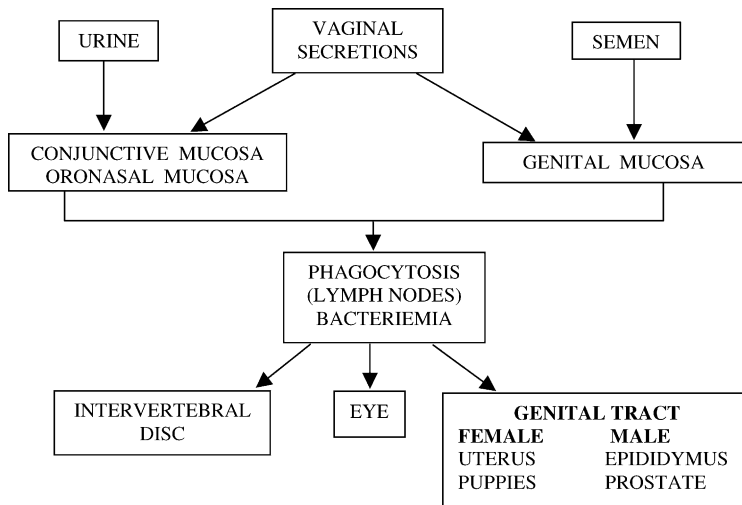 URINE
VAGINAL
SECRETIONS
SEMEN
CONJUNCTIVE MUCOSA
ORONASAL MUCOSA
GENITAL MUCOSA
PHAGOCYTOSIS
(LYMPH NODES)
BACTERIEMIA
INTERVERTEBRAL
DISC
EYE
GENITAL TRACT
FEMALE MALE
UTERUS EPIDIDYMUS
PUPPIES PROSTATE